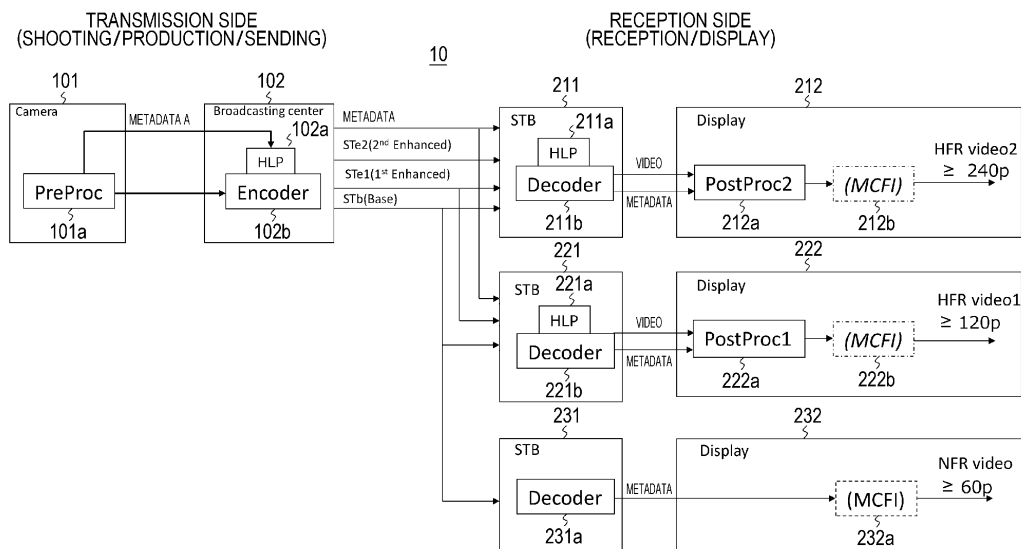 TRANSMISSION SIDE
(SHOOTING/PRODUCTION/SENDING)
RECEPTION SIDE
(RECEPTION/DISPLAY)
10
101
Camera
METADATA A
PreProc
101a
102
Broadcasting center
102a
HLP
Encoder
102b
METADATA
STe2(2nd Enhanced)
STe1(1st Enhanced)
STb(Base)
211
STB
211a
HLP
Decoder
211b
VIDEO
METADATA
212
Display
PostProc2
212a
(MCFI)
212b
HFR video2
≥ 240p
221
STB
221a
HLP
Decoder
221b
VIDEO
METADATA
222
Display
PostProc1
222a
(MCFI)
222b
HFR video1
≥ 120p
231
STB
Decoder
231a
METADATA
232
Display
(MCFI)
232a
NFR video
≥ 60p